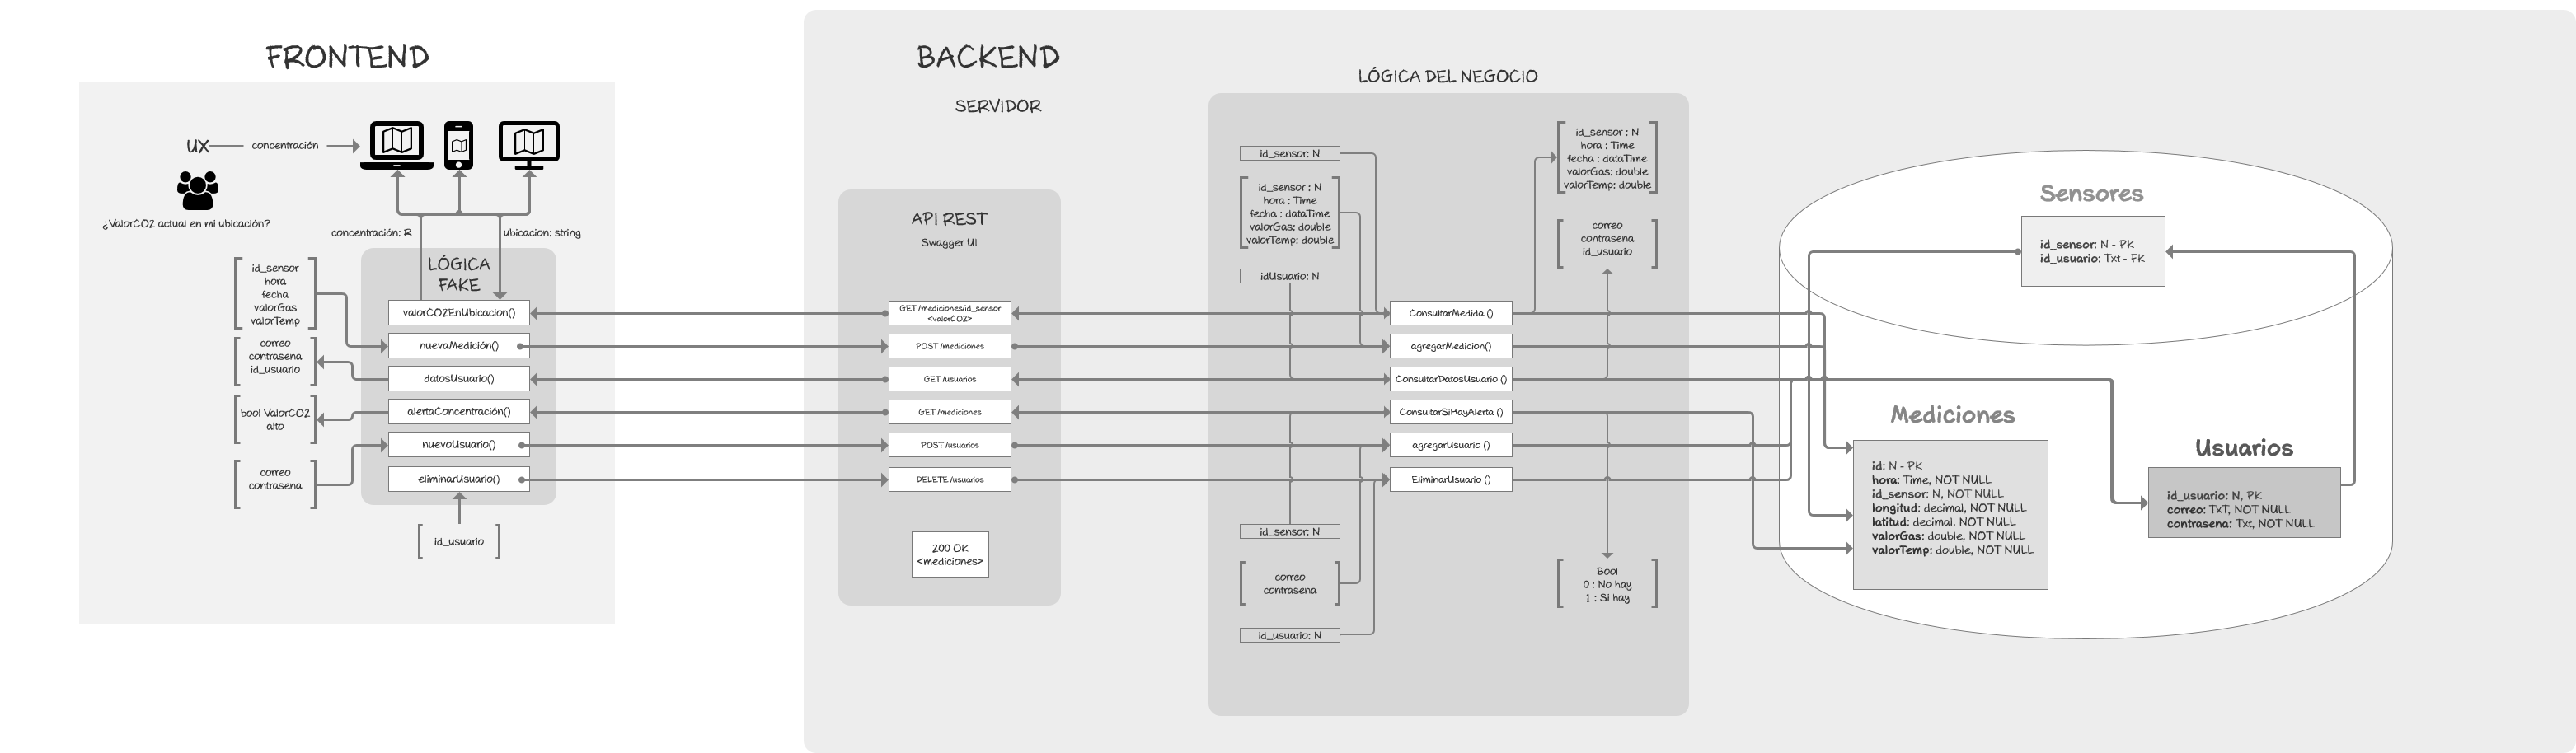 FRONTEND
UX
concentración
¿ValorCO2 actual en mi ubicación?
concentración: R
ubicacion: string
LÓGICA
FAKE
id_sensor
hora
fecha
valorGas
valorTemp
correo
contrasena
id_usuario
bool ValorCO2
alto
correo
contrasena
valorCO2EnUbicacion()
nuevaMedición()
datosUsuario()
alertaConcentración()
nuevoUsuario()
eliminarUsuario()
id_usuario
BACKEND
SERVIDOR
API REST
Swagger UI
GET /mediciones/id_sensor
<valorCO2>
POST /mediciones
GET /usuarios
GET /mediciones
POST /usuarios
DELETE /usuarios
200 OK
<mediciones>
LÓGICA DEL NEGOCIO
id_sensor: N
id_sensor : N
hora : Time
fecha : dataTime
valorGas: double
valorTemp: double
idUsuario: N
id_sensor : N
hora : Time
fecha : dataTime
valorGas: double
valorTemp: double
correo
contrasena
id_usuario
ConsultarMedida ()
agregarMedicion()
ConsultarDatosUsuario ()
ConsultarSiHayAlerta ()
agregarUsuario ()
EliminarUsuario ()
id_sensor: N
correo
contrasena
id_usuario: N
Bool
0 : No hay
1 : Si hay
Sensores
id_sensor: N - PK
id_usuario: Txt - FK
Mediciones
id: N - PK
hora: Time, NOT NULL
id_sensor: N, NOT NULL
longitud: decimal, NOT NULL
latitud: decimal. NOT NULL
valorGas: double, NOT NULL
valorTemp: double, NOT NULL
Usuarios
id_usuario: N, PK
correo: TxT, NOT NULL
contrasena: Txt, NOT NULL